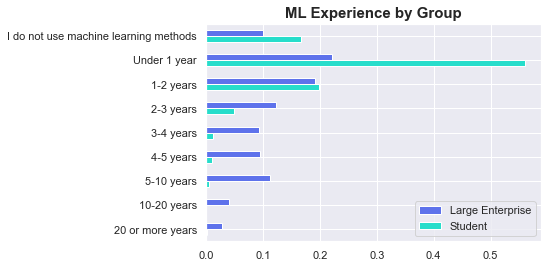 ML Experience by Group
I do not use machine learning methods
Under 1 year
1-2 years
2-3 years
3-4 years
4-5 years
5-10 years
10-20 years
20 or more years
Large Enterprise
Student
0.0 0.1 0.2 0.3 0.4 0.5